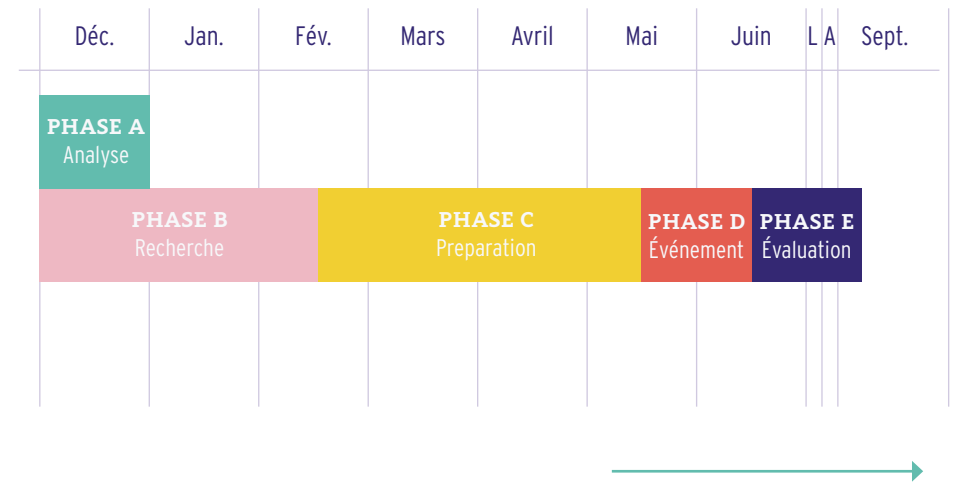 Déc. Jan. Fév. Mars Avril Mai Juin L A Sept.
PHASE A
Analyse
PHASE B PHASE C PHASE D PHASE E
Recherche Preparation Événement Évaluation